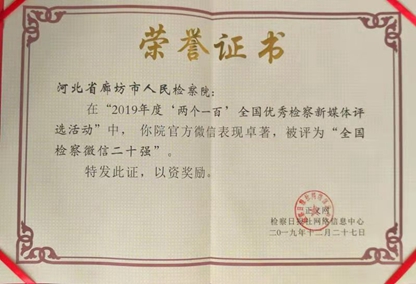 荣誉证书
河北省廊坊市人民检察院：
在“2019年度‘两个一百’全国优秀检察新媒体评
选活动”中，你院官方微信表现卓著，被评为“全国
检察微信二十强”。
特发此证，以资奖励。
正义网
检察日报社网络信息中心
二〇一九年十二月二十七日